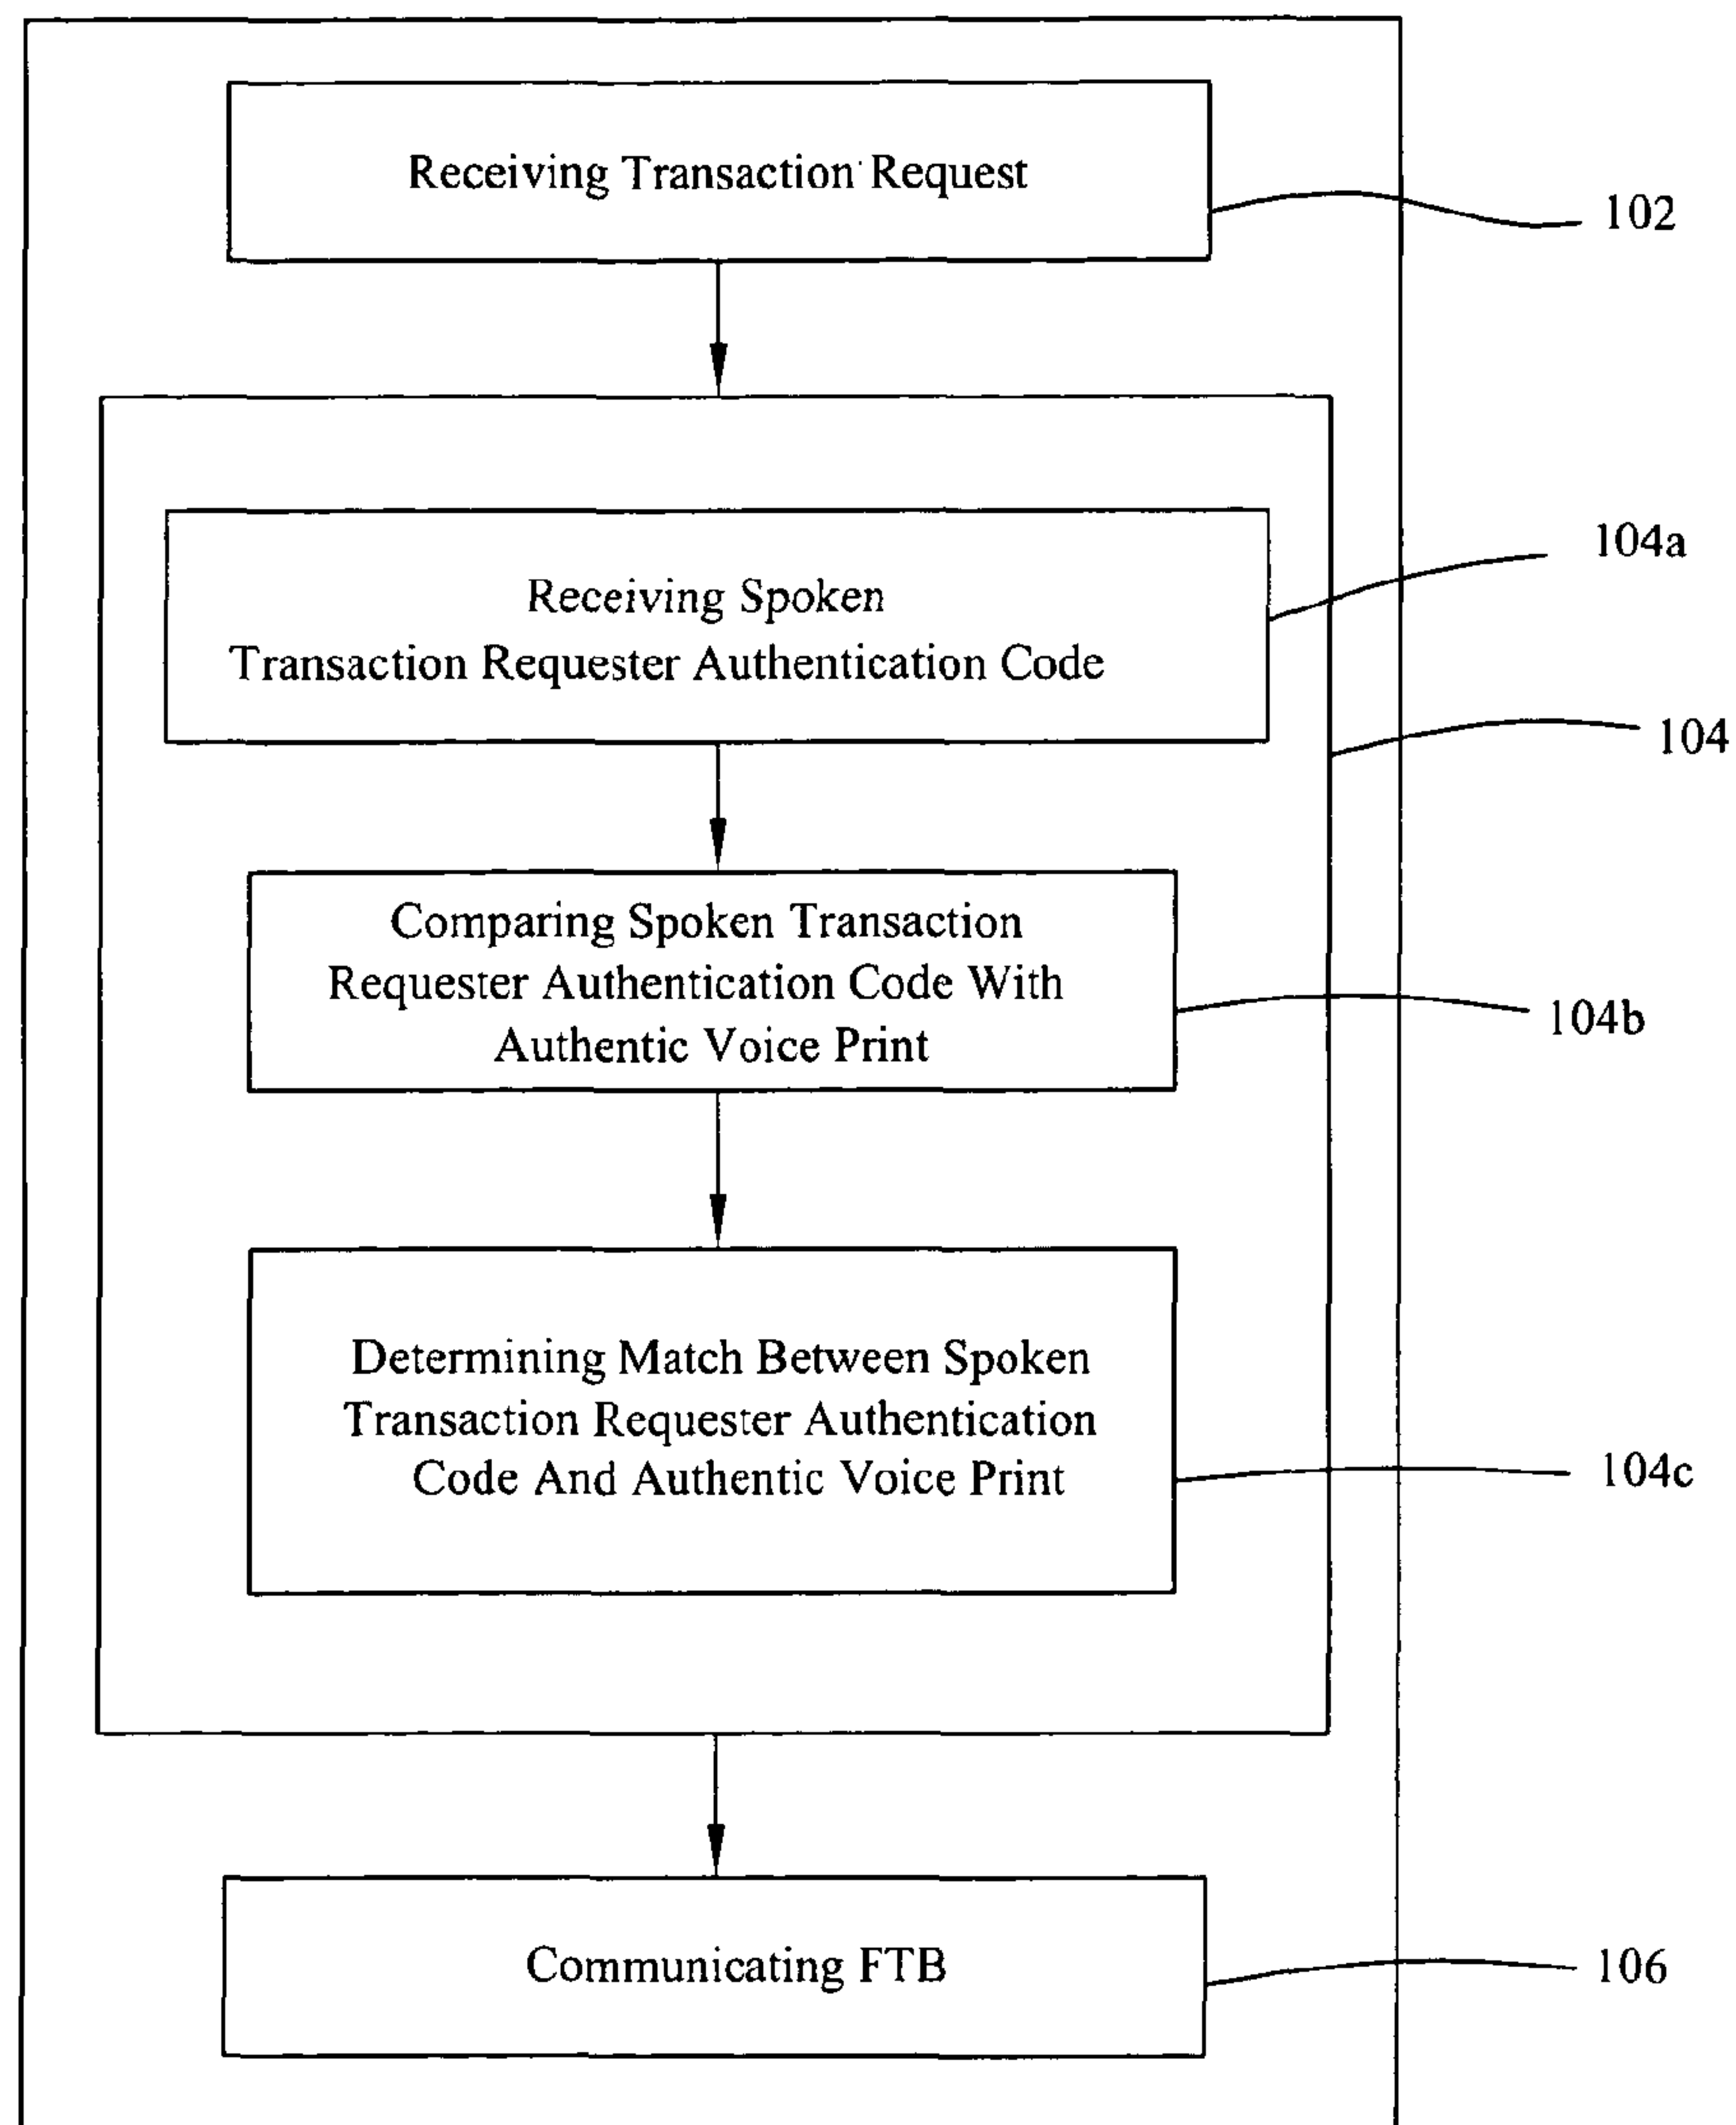 Receiving Transaction Request
102
104a
Receiving Spoken
Transaction Requester Authentication Code
104
Comparing Spoken Transaction
Requester Authentication Code With
Authentic Voice Print
104b
Determining Match Between Spoken
Transaction Requester Authentication
Code And Authentic Voice Print
104c
Communicating FTB
106